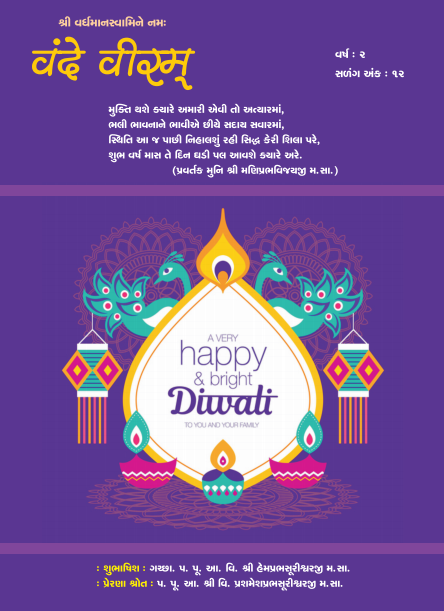 શ્રી વર્ધમાનસ્વામિને નમઃ
વંદે વીરમ્
વર્ષ : ૨
સળંગ અંક : ૧૨
મુક્તિ થશે ક્યારે અમારી એવી તો અત્યારમાં,
ભલી ભાવનાને ભાવીએ છીયે સદાય સવારમાં,
સ્થિતિ આ જ પાછી નિહાલશું રહી સિદ્ધ કેરી શિલા પરે,
શુભ વર્ષ માસ તે દિન ઘડી પલ આવશે ક્યારે અરે.
(પ્રવર્તક મુનિ શ્રી મણિપ્રભવિજયજી મ.સા.)
A VERY
happy
& bright
Diwali
TO YOU AND YOUR FAMILY
: શુભાષિશ : ગચ્છા. પ. પૂ. આ. વિ. શ્રી હેમપ્રભસૂરીશ્વરજી મ.સા.
: પ્રેરણા શ્રોત : પ. પૂ. આ. શ્રી વિ. પ્રશમેશપ્રભસૂરીશ્વરજી મ.સા.